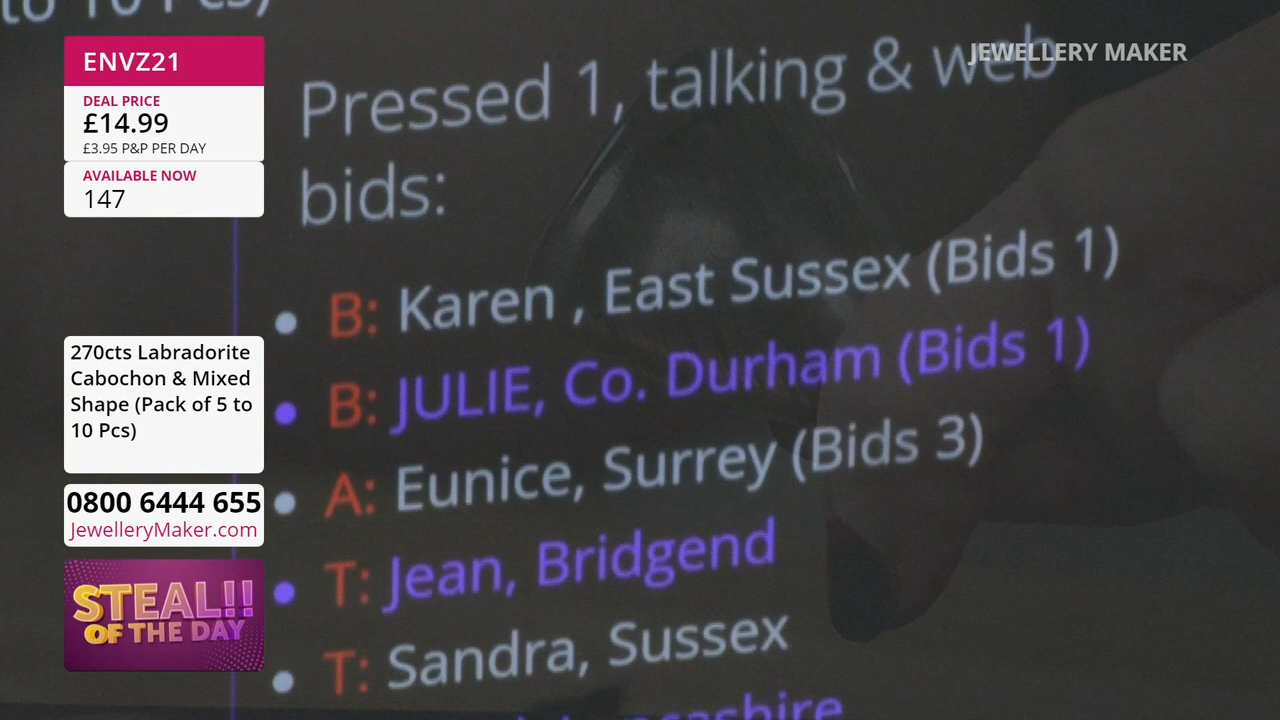 to 10 Pcs)
ENVZ21
DEAL PRICE
£14.99
£3.95 P&P PER DAY
AVAILABLE NOW
147
270cts Labradorite
Cabochon & Mixed
Shape (Pack of 5 to
10 Pcs)
0800 6444 655
JewelleryMaker.com
STEAL!!
OF THE DAY
JEWELLERY MAKER
Pressed 1, talking & web
bids:
• B: Karen , East Sussex (Bids 1)
• B: JULIE, Co. Durham (Bids 1)
• A: Eunice, Surrey (Bids 3)
• T: Jean, Bridgend
• T: Sandra, Sussex